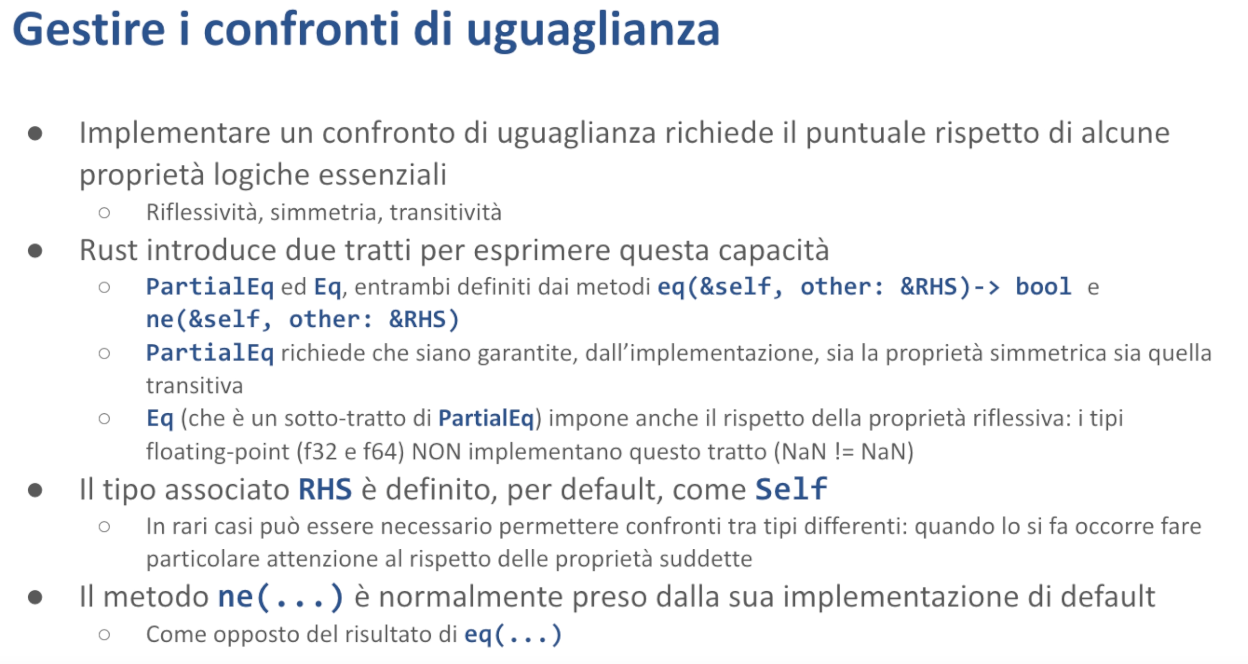 Gestire i confronti di uguaglianza
● Implementare un confronto di uguaglianza richiede il puntuale rispetto di alcune
proprietà logiche essenziali
○ Riflessività, simmetria, transitività
● Rust introduce due tratti per esprimere questa capacità
○ PartialEq ed Eq, entrambi definiti dai metodi eq(&self, other: &RHS)-> bool e
ne(&self, other: &RHS)
○ PartialEq richiede che siano garantite, dall'implementazione, sia la proprietà simmetrica sia quella
transitiva
○ Eq (che è un sotto-tratto di PartialEq) impone anche il rispetto della proprietà riflessiva: i tipi
floating-point (f32 e f64) NON implementano questo tratto (NaN != NaN)
● Il tipo associato RHS è definito, per default, come Self
○ In rari casi può essere necessario permettere confronti tra tipi differenti: quando lo si fa occorre fare
particolare attenzione al rispetto delle proprietà suddette
● Il metodo ne(...) è normalmente preso dalla sua implementazione di default
○ Come opposto del risultato di eq(...)